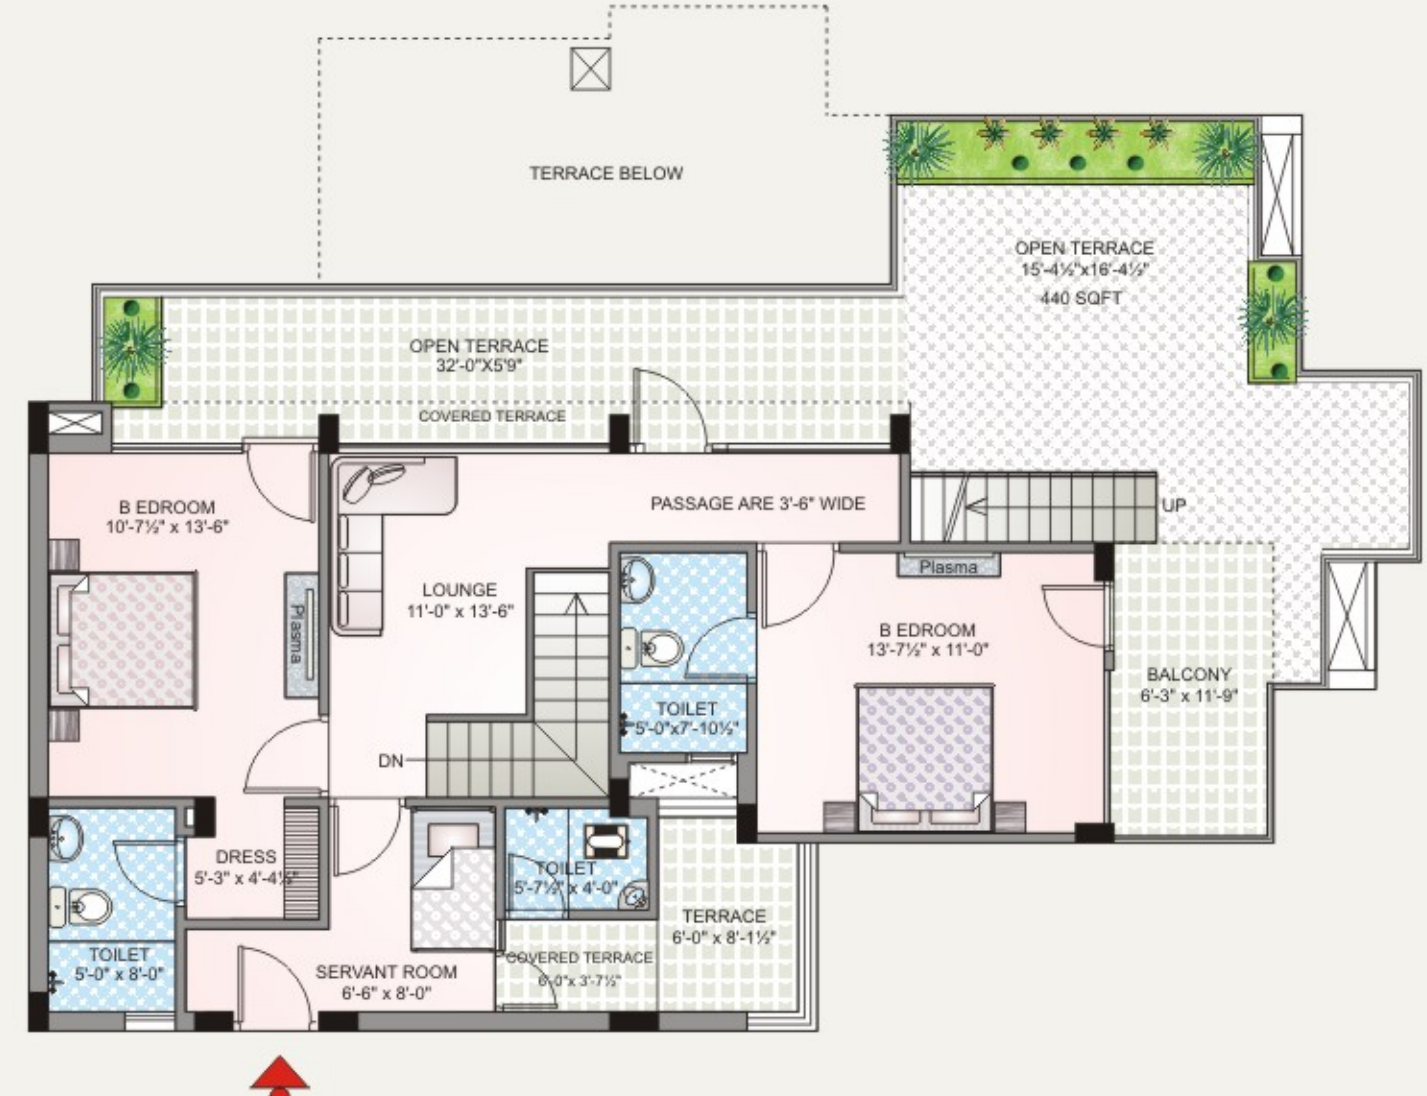 TERRACE BELOW
OPEN TERRACE
15'-4½"x16'-4½"
440 SQFT
OPEN TERRACE
32'-0"X5'9"
COVERED TERRACE
B EDROOM
10'-7½" x 13'-6"
PASSAGE ARE 3'-6" WIDE
UP
Plasma
LOUNGE
11'-0" x 13'-6"
Plasma
B EDROOM
13'-7½" x 11'-0"
BALCONY
6'-3" x 11'-9"
TOILET
5'-0"x7'-10½"
DN
DRESS
5'-3" x 4'-4½"
TOILET
5'-7½" x 4'-0"
TERRACE
6'-0" x 8'-1½"
TOILET
5'-0" x 8'-0"
SERVANT ROOM
6'-6" x 8'-0"
COVERED TERRACE
6'-0"x 3'-7½"